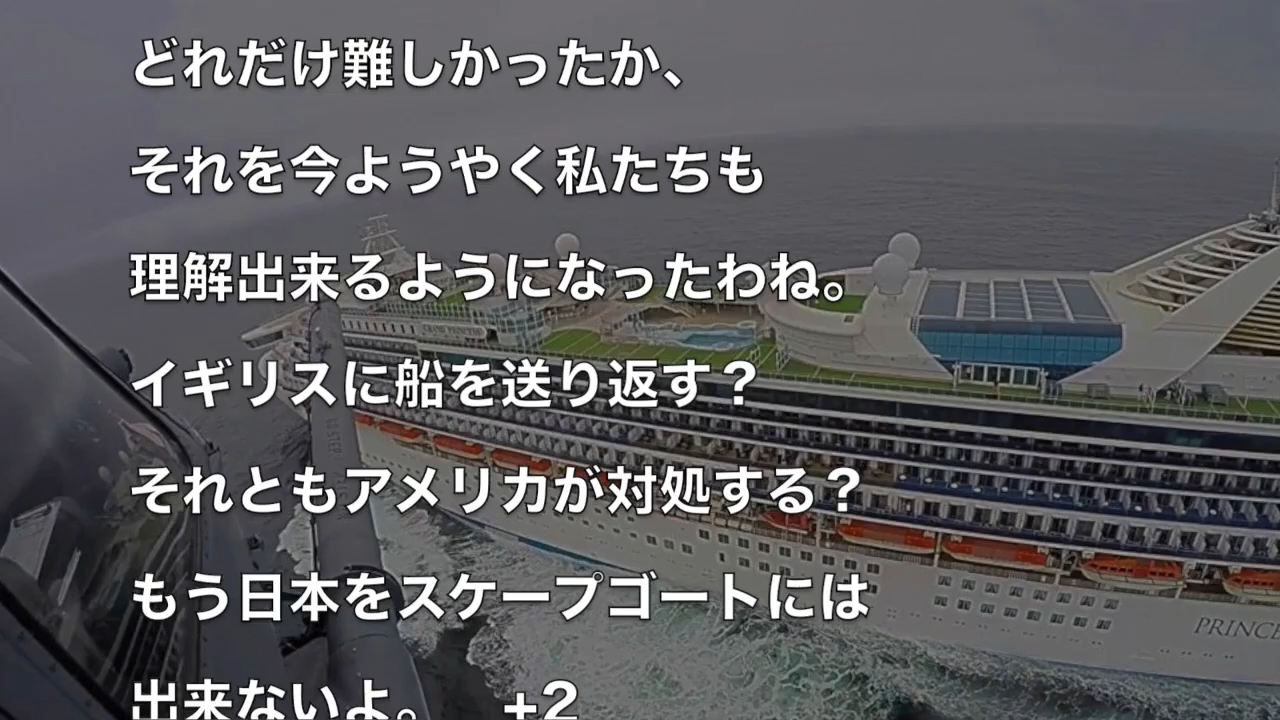 どれだけ難しかったか、
それを今ようやく私たちも
理解出来るようになったわね。
イギリスに船を送り返す？
それともアメリカが対処する？
もう日本をスケープゴートには
出来ないよ。 +2
GRAND PRINCESS